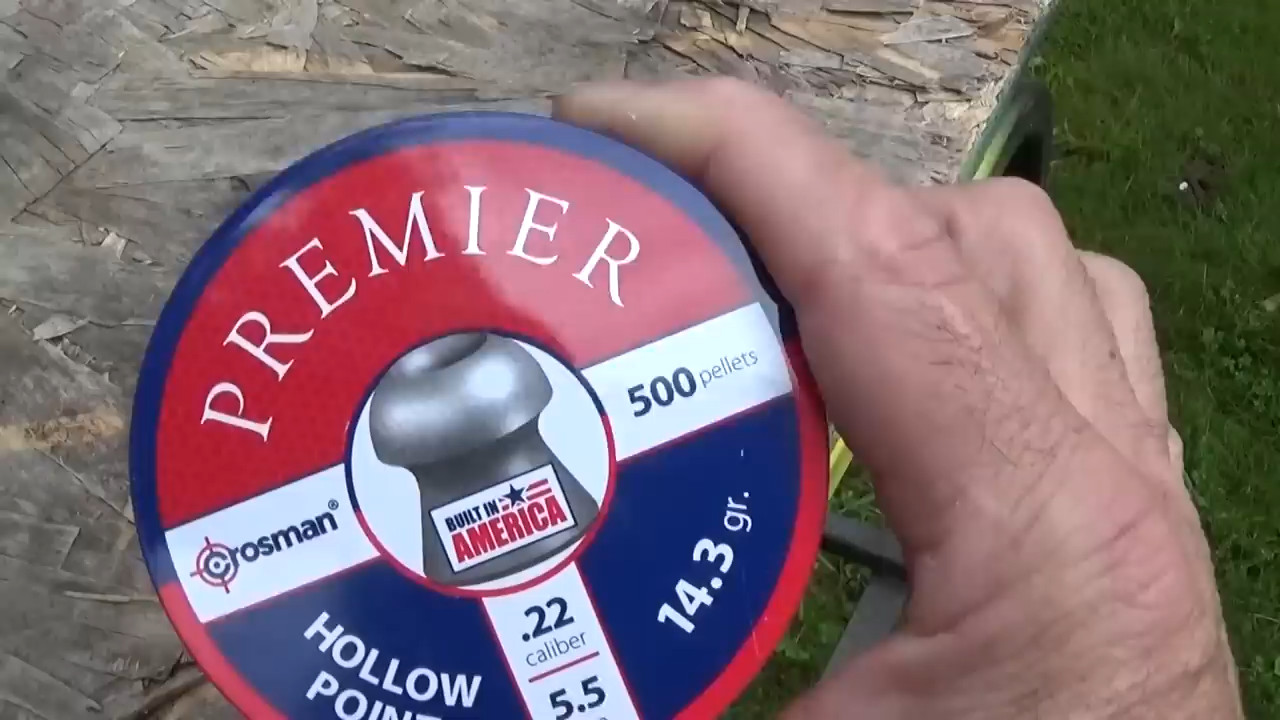 PREMIER
500 pellets
crosman®
BUILT IN
AMERICA
14.3 gr.
.22
caliber
5.5
HOLLOW
POINT